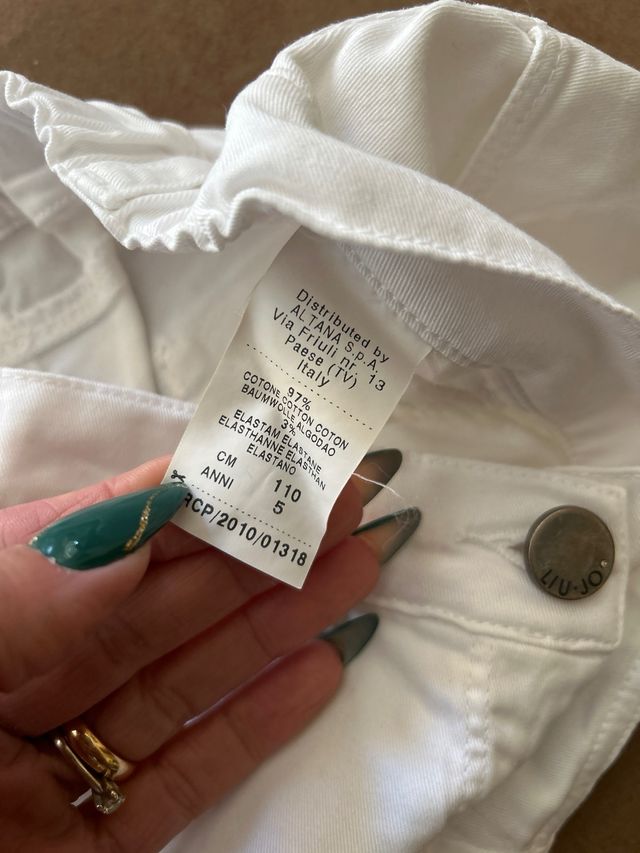 Distributed by
ALTANA S.p.A.
Via Friuli nr. 13
Paese (TV)
Italy
97%
COTONE COTTON COTON
BAUMWOLLE ALGODAO
3%
ELASTAM ELASTANE
ELASTHANNE ELASTHAN
ELASTANO
CM 110
ANNI 5
RCP/2010/01318
LIU·JO